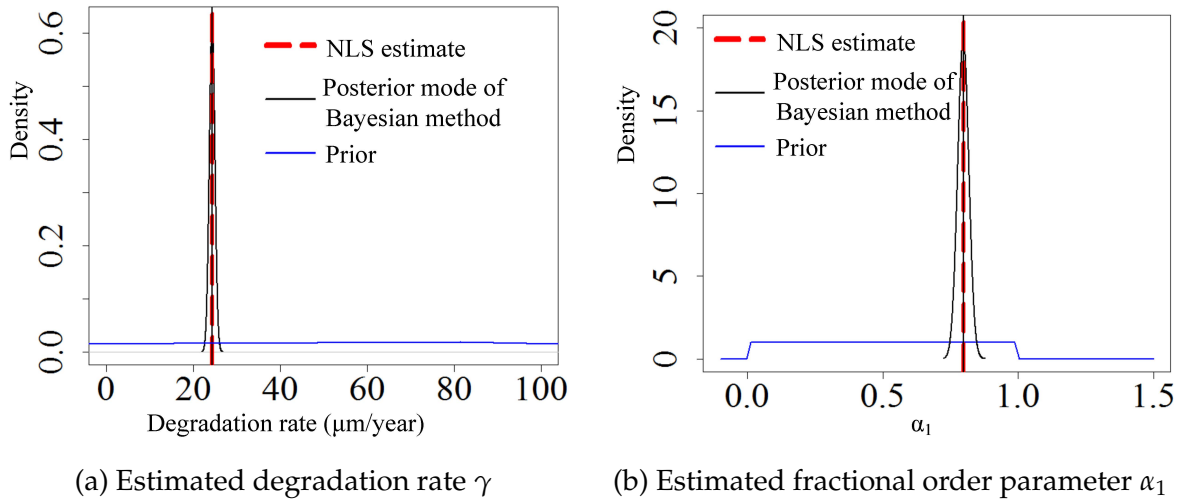 Density
0.0
0.2
0.4
0.6
NLS estimate
Posterior mode of
Bayesian method
Prior
0
20
40
60
80
100
Degradation rate (μm/year)
(a) Estimated degradation rate γ
Density
0
5
10
15
20
NLS estimate
Posterior mode of
Bayesian method
Prior
0.0
0.5
1.0
1.5
α1
(b) Estimated fractional order parameter α1